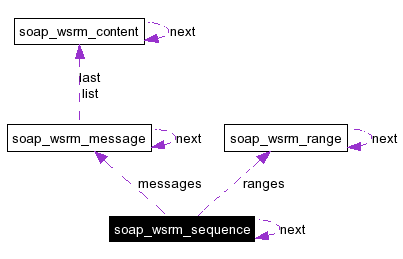 soap_wsrm_content next
last
list
soap_wsrm_message next soap_wsrm_range next
messages ranges
soap_wsrm_sequence next